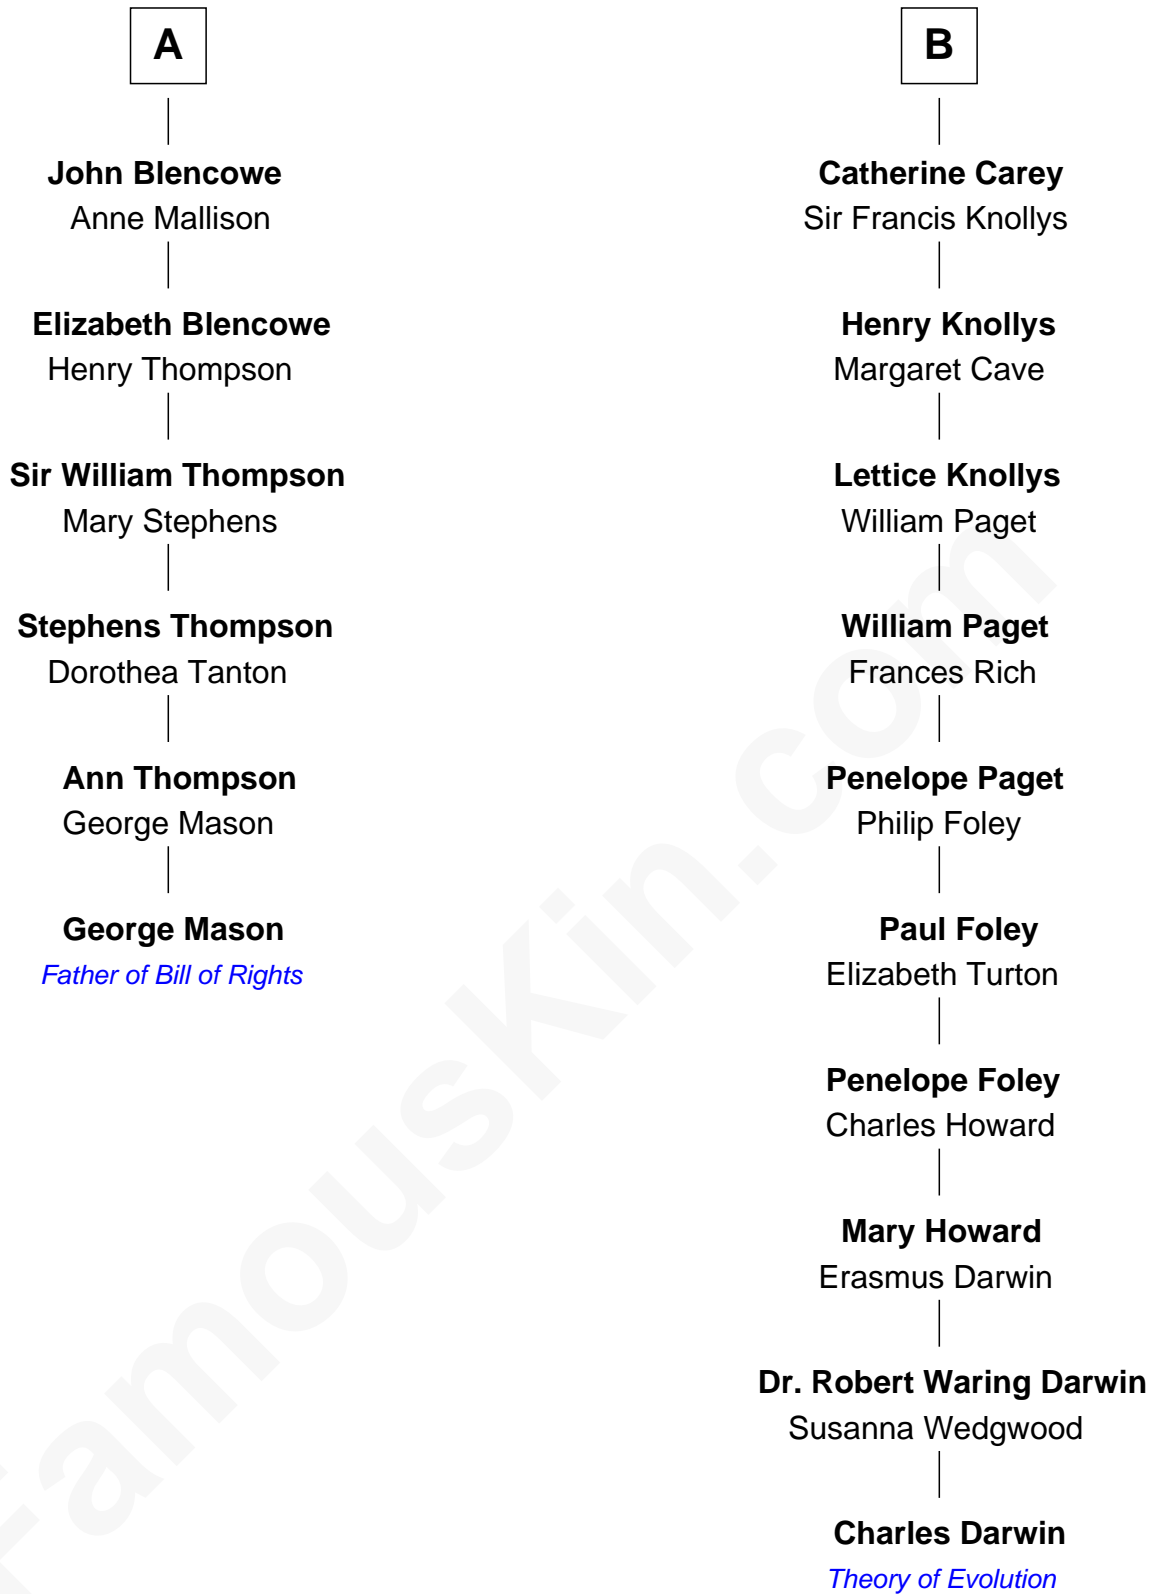 A
John Blencowe
Anne Mallison
Elizabeth Blencowe
Henry Thompson
Sir William Thompson
Mary Stephens
Stephens Thompson
Dorothea Tanton
Ann Thompson
George Mason
George Mason
Father of Bill of Rights
B
Catherine Carey
Sir Francis Knollys
Henry Knollys
Margaret Cave
Lettice Knollys
William Paget
William Paget
Frances Rich
Penelope Paget
Philip Foley
Paul Foley
Elizabeth Turton
Penelope Foley
Charles Howard
Mary Howard
Erasmus Darwin
Dr. Robert Waring Darwin
Susanna Wedgwood
Charles Darwin
Theory of Evolution
FamousKin.com